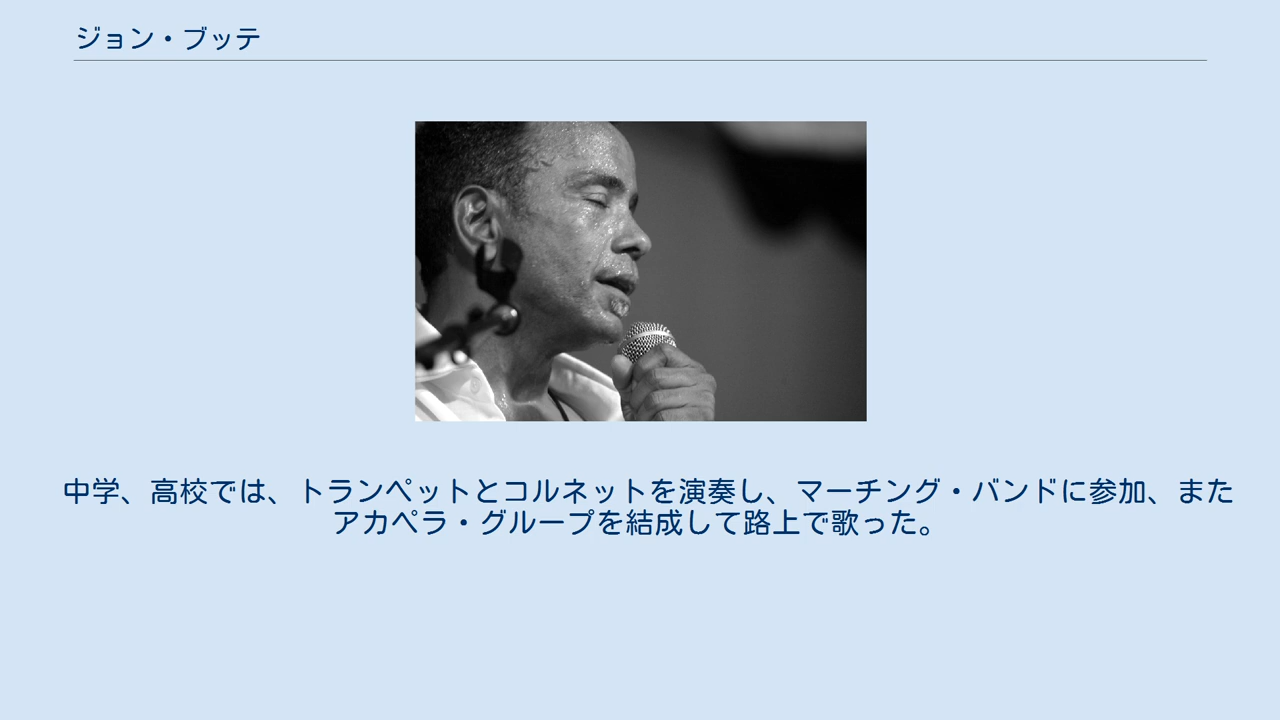 ジョン・ブッテ
中学、高校では、トランペットとコルネットを演奏し、マーチング・バンドに参加、また
アカペラ・グループを結成して路上で歌った。